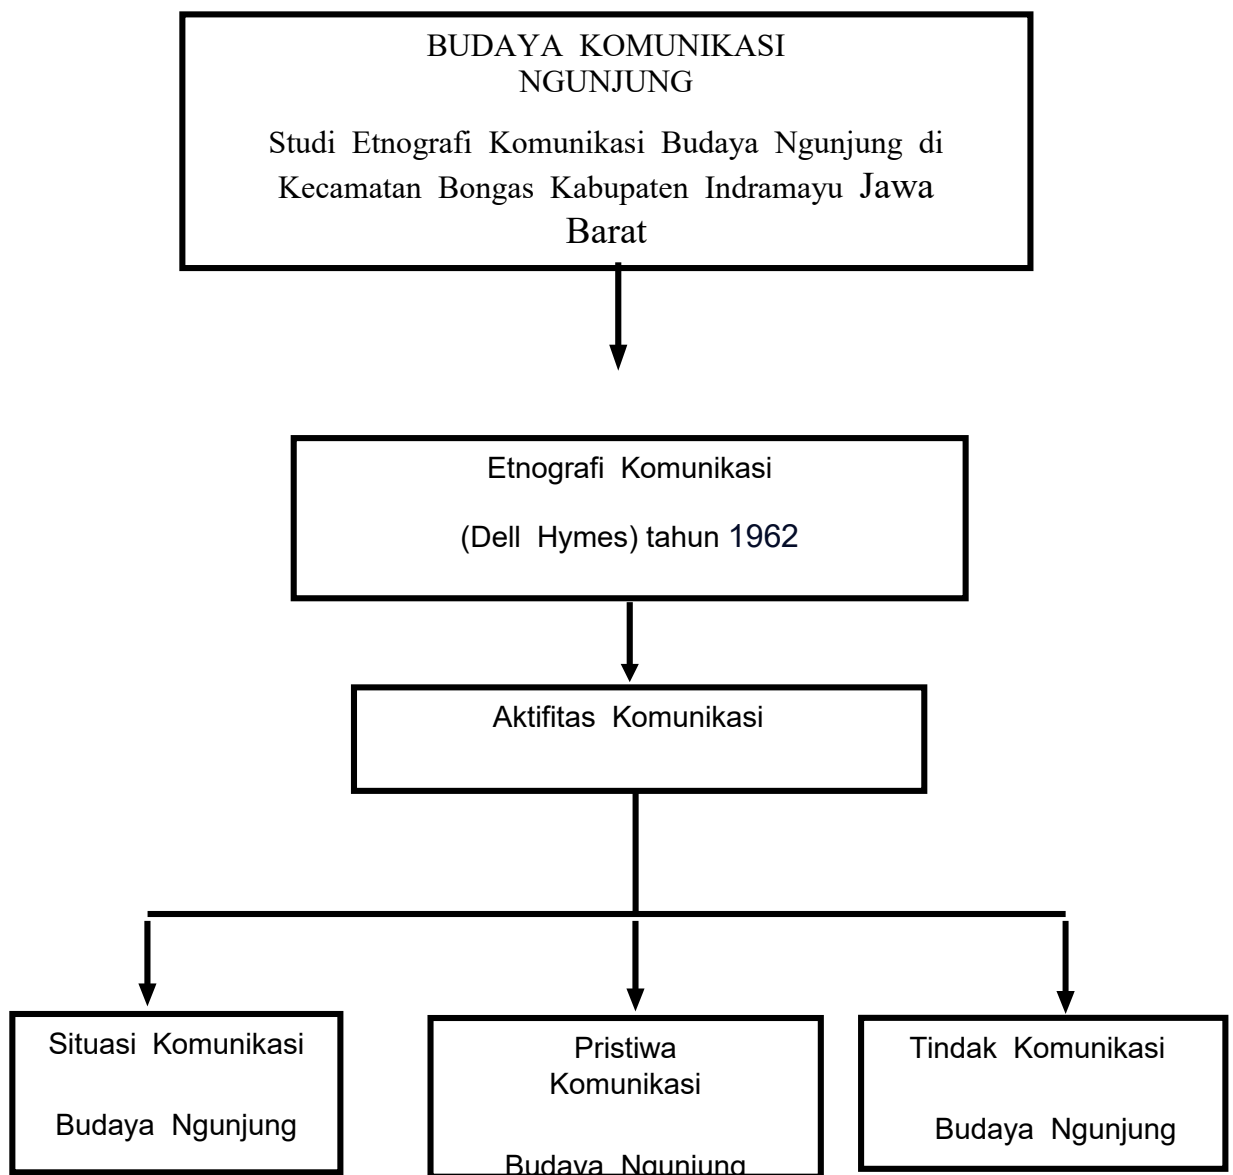 BUDAYA KOMUNIKASI
NGUNJUNG
Studi Etnografi Komunikasi Budaya Ngunjung di
Kecamatan Bongas Kabupaten Indramayu Jawa
Barat
Etnografi Komunikasi
(Dell Hymes) tahun 1962
Aktifitas Komunikasi
Situasi Komunikasi
Budaya Ngunjung
Pristiwa
Komunikasi
Budaya Ngunjung
Tindak Komunikasi
Budaya Ngunjung